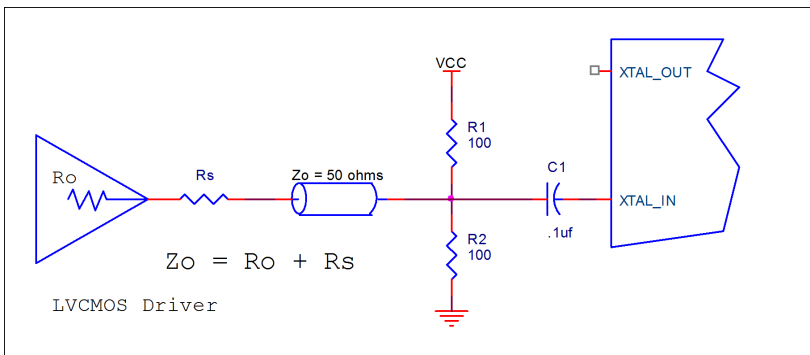 VCC
XTAL_OUT
R1
100
Ro
Rs
Zo = 50 ohms
C1
XTAL_IN
.1uf
R2
100
Zo = Ro + Rs
LVCMOS Driver